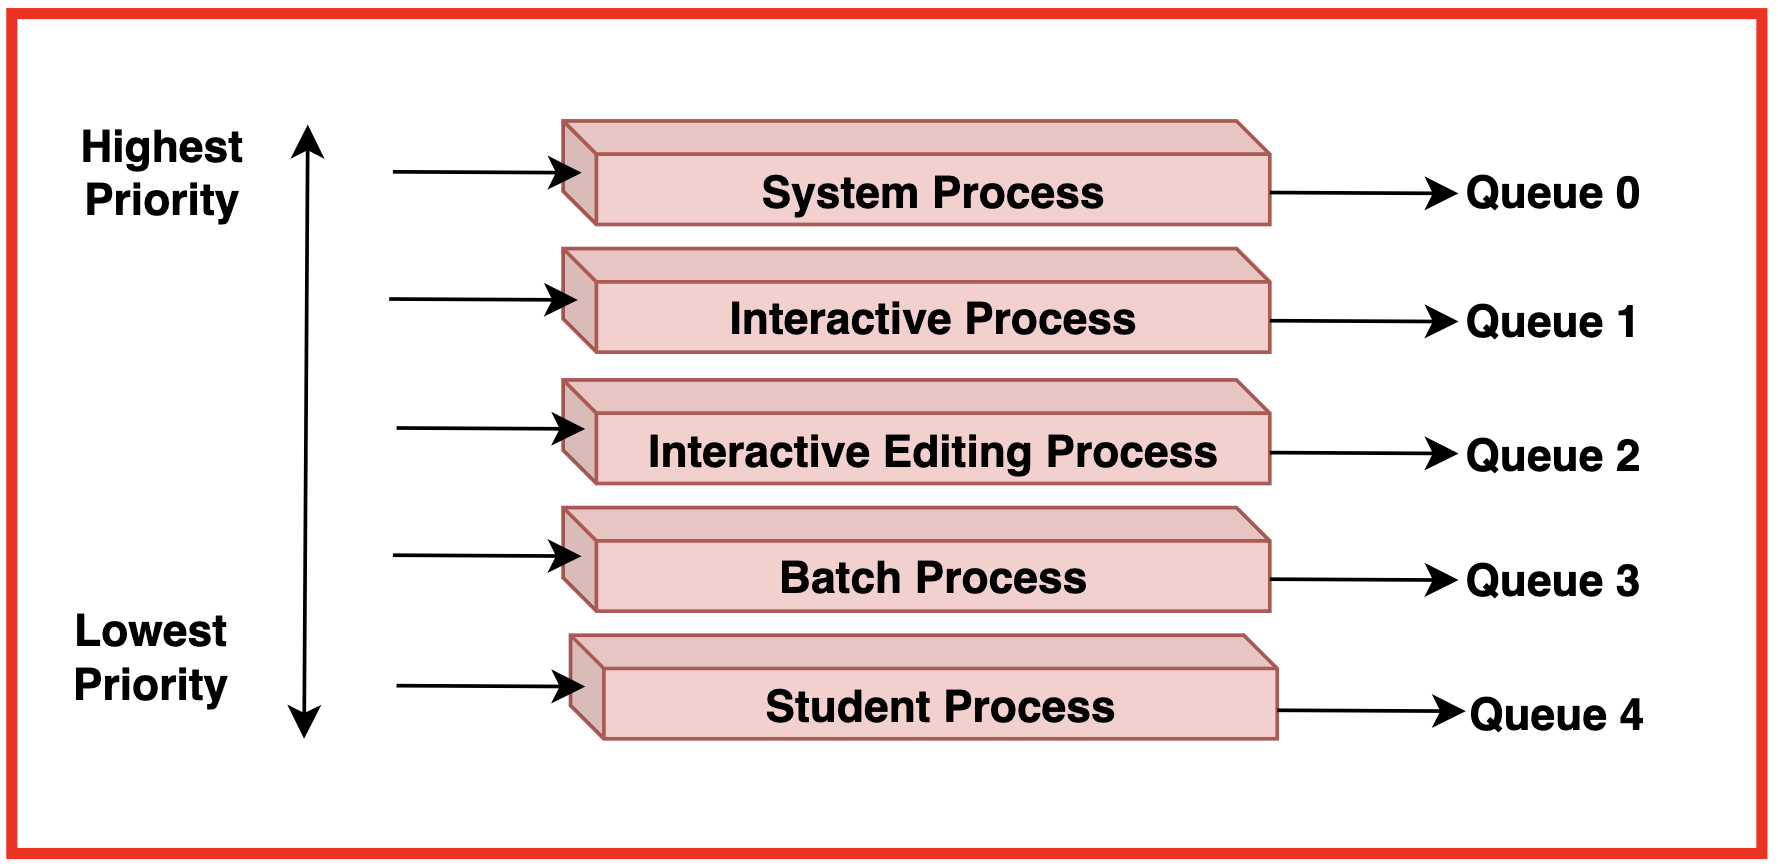 Highest
Priority
System Process
Queue 0
Interactive Process
Queue 1
Interactive Editing Process
Queue 2
Batch Process
Queue 3
Lowest
Priority
Student Process
Queue 4